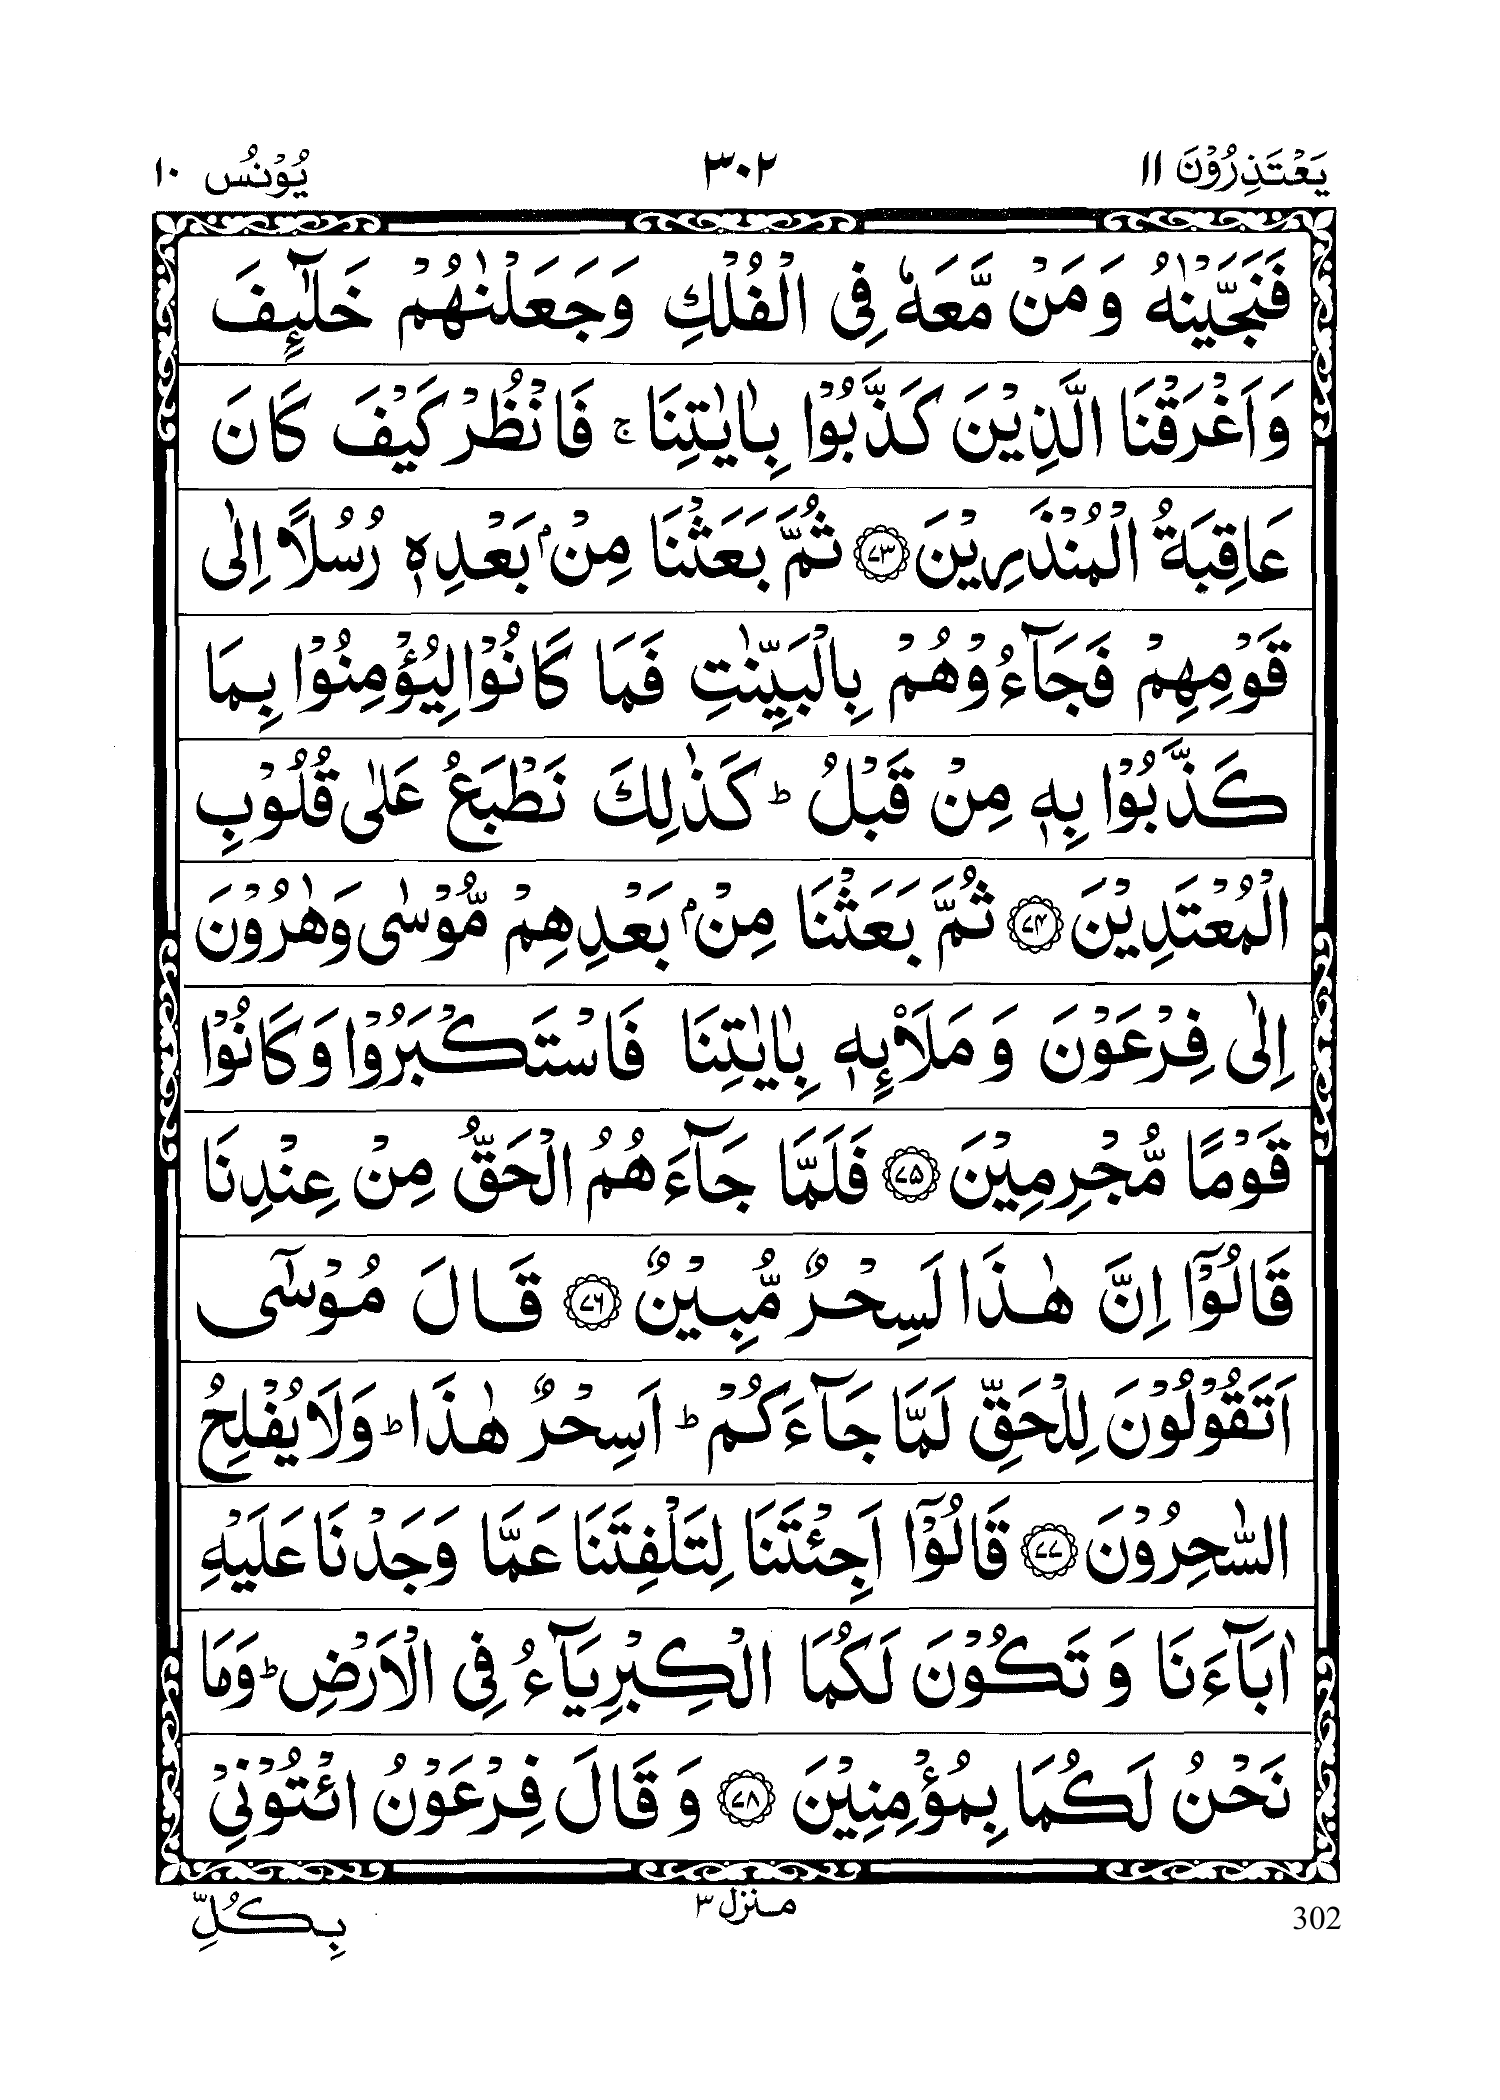 يَعْتَذِرُوْنَ ١١ ٣٠٢ يُوْنُس ١٠
فَنَجَّيْنٰهُ وَمَنْ مَّعَهٗ فِى الْفُلْكِ وَجَعَلْنٰهُمْ خَلٰٓئِفَ
وَاَغْرَقْنَا الَّذِيْنَ كَذَّبُوْا بِاٰيٰتِنَا ۚ فَانْظُرْ كَيْفَ كَانَ
عَاقِبَةُ الْمُنْذَرِيْنَ ﴿٧٣﴾ ثُمَّ بَعَثْنَا مِنْۢ بَعْدِهٖ رُسُلًا اِلٰى
قَوْمِهِمْ فَجَآءُوْهُمْ بِالْبَيِّنٰتِ فَمَا كَانُوْا لِيُؤْمِنُوْا بِمَا
كَذَّبُوْا بِهٖ مِنْ قَبْلُ ؕ كَذٰلِكَ نَطْبَعُ عَلٰى قُلُوْبِ
الْمُعْتَدِيْنَ ﴿٧٤﴾ ثُمَّ بَعَثْنَا مِنْۢ بَعْدِهِمْ مُّوْسٰى وَهٰرُوْنَ
اِلٰى فِرْعَوْنَ وَمَلَا۟ئِهٖ بِاٰيٰتِنَا فَاسْتَكْبَرُوْا وَكَانُوْا
قَوْمًا مُّجْرِمِيْنَ ﴿٧٥﴾ فَلَمَّا جَآءَهُمُ الْحَقُّ مِنْ عِنْدِنَا
قَالُوْۤا اِنَّ هٰذَا لَسِحْرٌ مُّبِيْنٌ ﴿٧٦﴾ قَالَ مُوْسٰٓى
اَتَقُوْلُوْنَ لِلْحَقِّ لَمَّا جَآءَكُمْ ؕ اَسِحْرٌ هٰذَا ؕ وَلَا يُفْلِحُ
السّٰحِرُوْنَ ﴿٧٧﴾ قَالُوْۤا اَجِئْتَنَا لِتَلْفِتَنَا عَمَّا وَجَدْنَا عَلَيْهِ
اٰبَآءَنَا وَتَكُوْنَ لَكُمَا الْكِبْرِيَآءُ فِى الْاَرْضِ ؕ وَمَا
نَحْنُ لَكُمَا بِمُؤْمِنِيْنَ ﴿٧٨﴾ وَقَالَ فِرْعَوْنُ ائْتُوْنِيْ
بِكُلِّ منزل ٣ 302